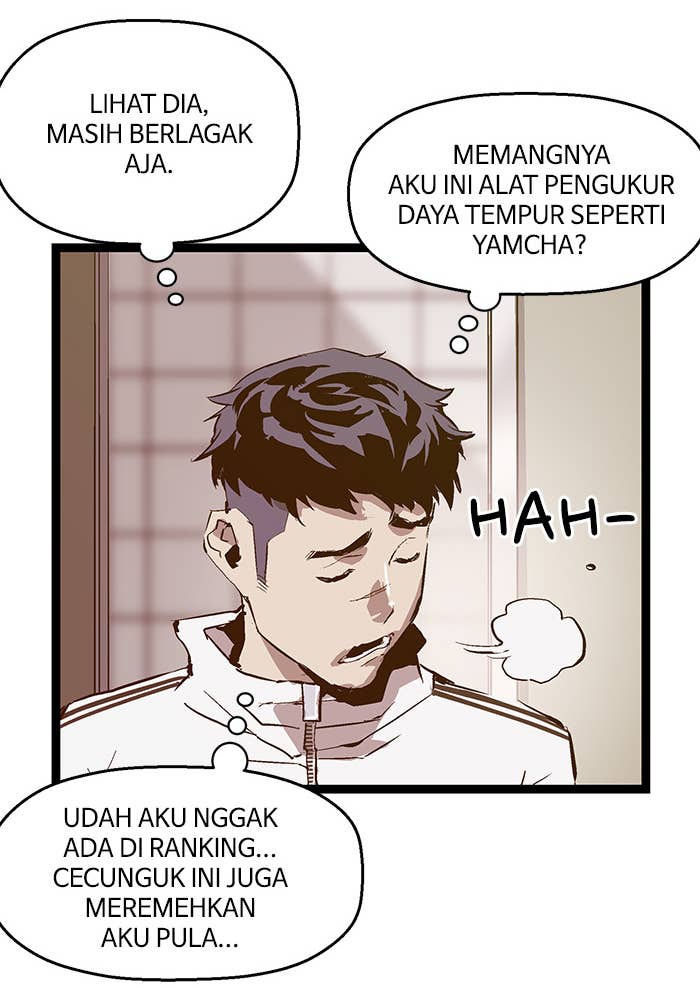 LIHAT DIA,
MASIH BERLAGAK
AJA.
MEMANGNYA
AKU INI ALAT PENGUKUR
DAYA TEMPUR SEPERTI
YAMCHA?
HAH-
UDAH AKU NGGAK
ADA DI RANKING...
CECUNGUK INI JUGA
MEREMEHKAN
AKU PULA...